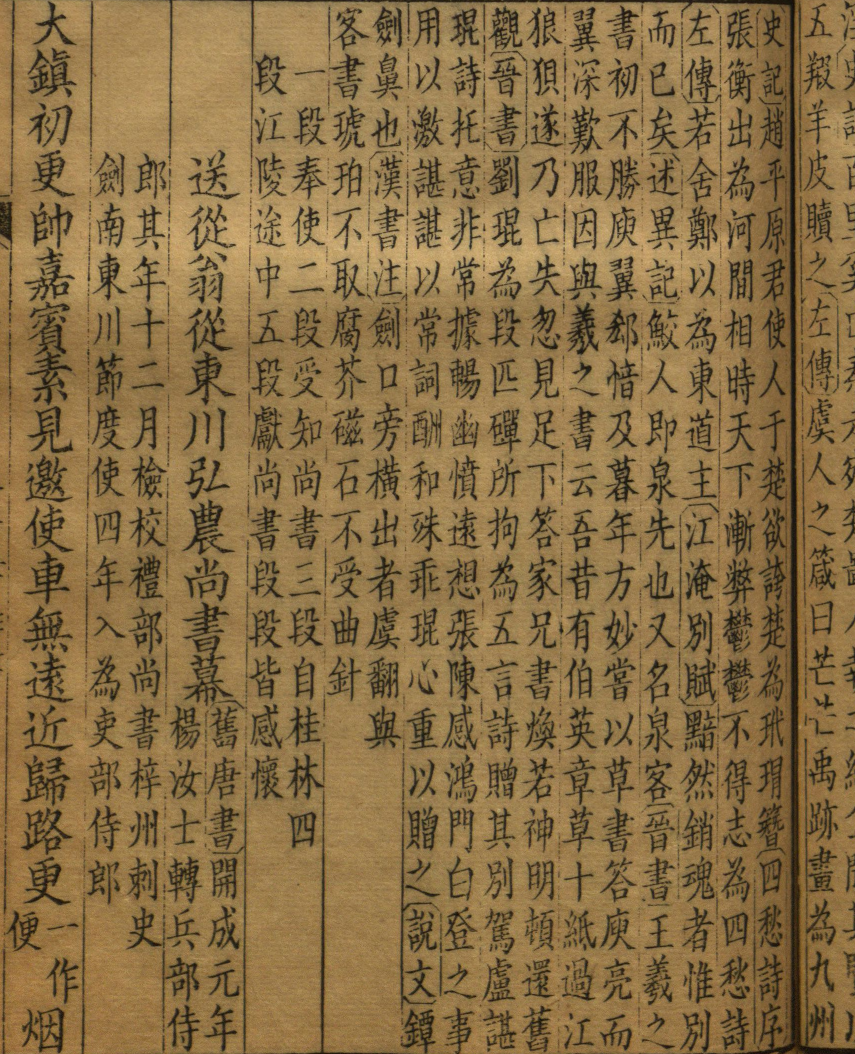 五羖羊皮贖之左傳虞人之箴曰芒芒禹跡畫為九州
史記趙平原君使人于楚欲誇楚為玳瑁簪四愁詩序
張衡出為河間相時天下漸弊鬱鬱不得志為四愁詩
左傳若舍鄭以為東道主江淹別賦黯然銷魂者惟別
而已矣述異記鮫人即泉先也又名泉客晉書王羲之
書初不勝庾翼郄愔及暮年方妙嘗以草書答庾亮而
翼深歎服因與羲之書云吾昔有伯英章草十紙過江
狼狽遂乃亡失忽見足下答家兄書煥若神明頓還舊
觀晉書劉琨為段匹磾所拘為五言詩贈其別駕盧諶
琨詩托意非常據暢幽憤遠想張陳感鴻門白登之事
用以激諶諶以常詞酬和殊乖琨心重以贈之說文鐔
劍鼻也漢書注劍口旁橫出者虞翻與
客書琥珀不取腐芥磁石不受曲針
一段奉使二段受知尚書三段自桂林四
段江陵途中五段獻尚書段段皆感懷
送從翁從東川弘農尚書幕舊唐書開成元年
楊汝士轉兵部侍
郎其年十二月檢校禮部尚書梓州刺史
劍南東川節度使四年入為吏部侍郎
大鎮初更帥嘉賓素見邀使車無遠近歸路更一作便烟